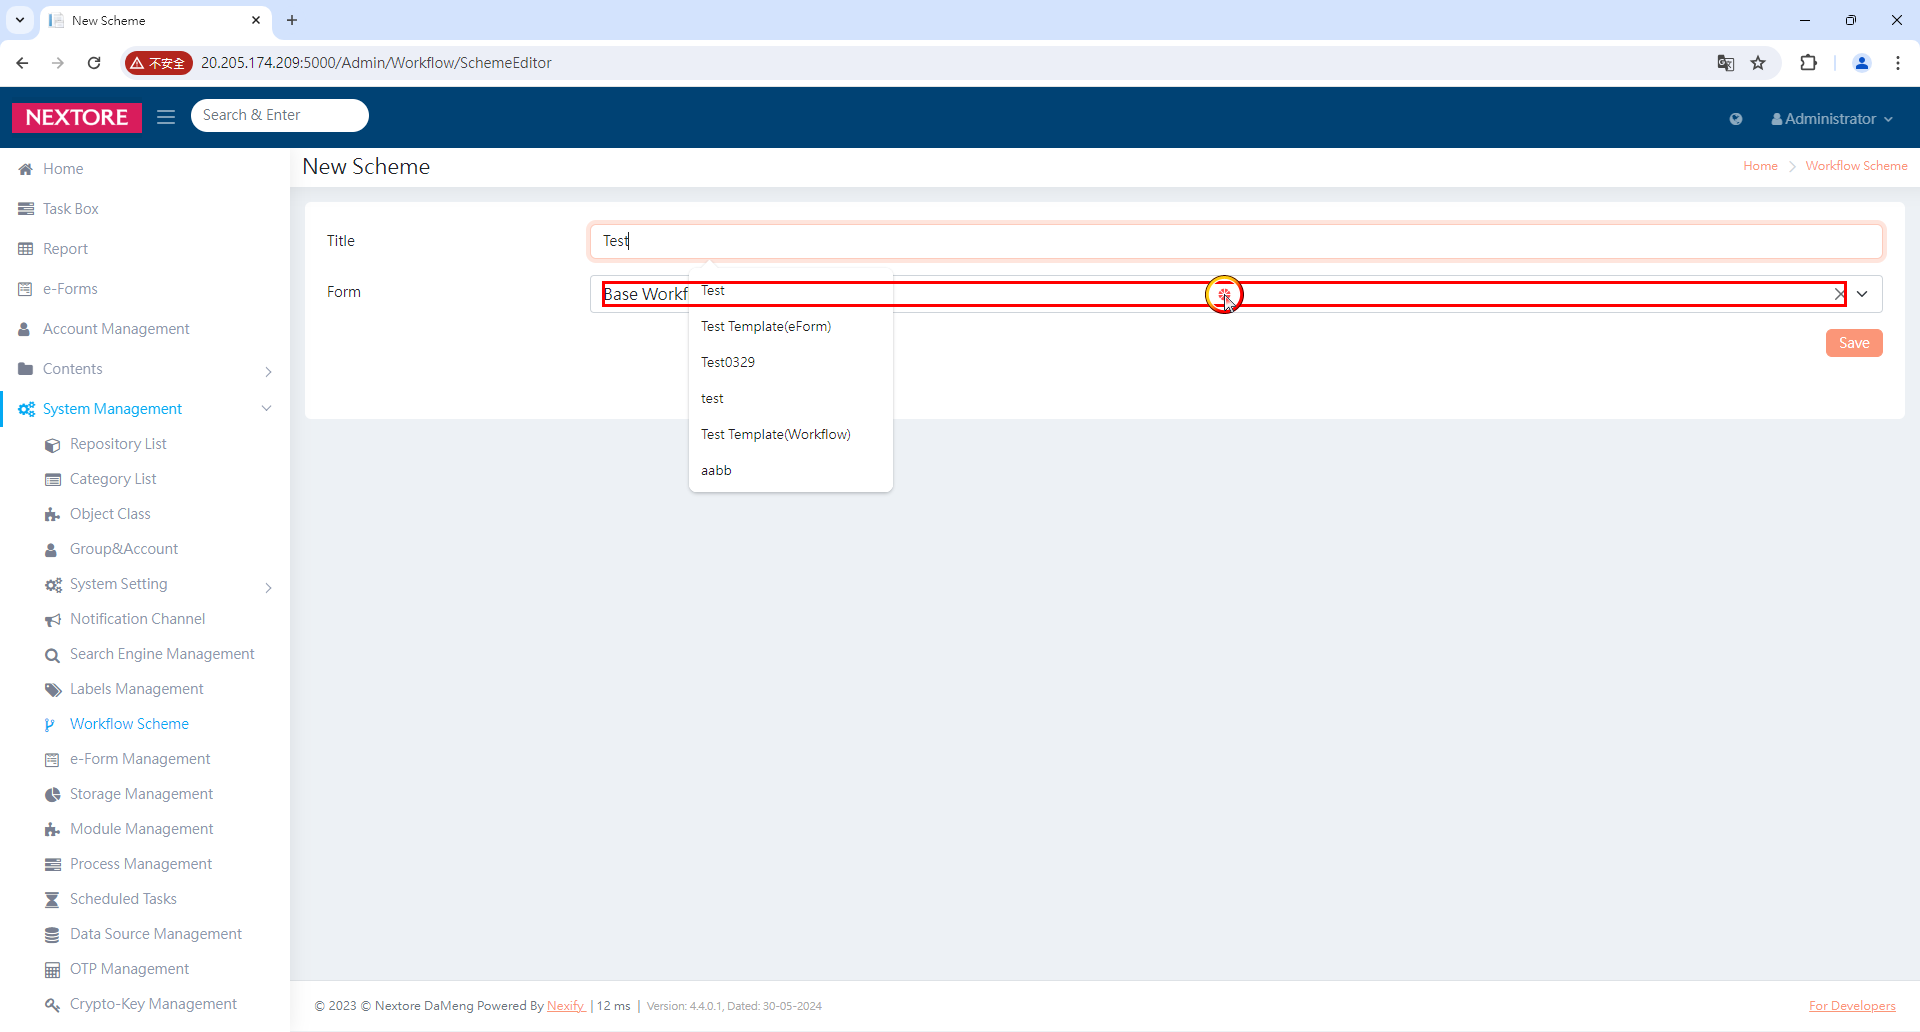 New Scheme
不安全
20.205.174.209:5000/Admin/Workflow/SchemeEditor
NEXTORE
Search & Enter
Administrator
Home
Task Box
Report
e-Forms
Account Management
Contents
System Management
Repository List
Category List
Object Class
Group&Account
System Setting
Notification Channel
Search Engine Management
Labels Management
Workflow Scheme
e-Form Management
Storage Management
Module Management
Process Management
Scheduled Tasks
Data Source Management
OTP Management
Crypto-Key Management
New Scheme
Home > Workflow Scheme
Title
Test
Form
Base Workf
Test
Test Template(eForm)
Test0329
test
Test Template(Workflow)
aabb
Save
© 2023 © Nextore DaMeng Powered By Nexify | 12 ms | Version: 4.4.0.1, Dated: 30-05-2024
For Developers